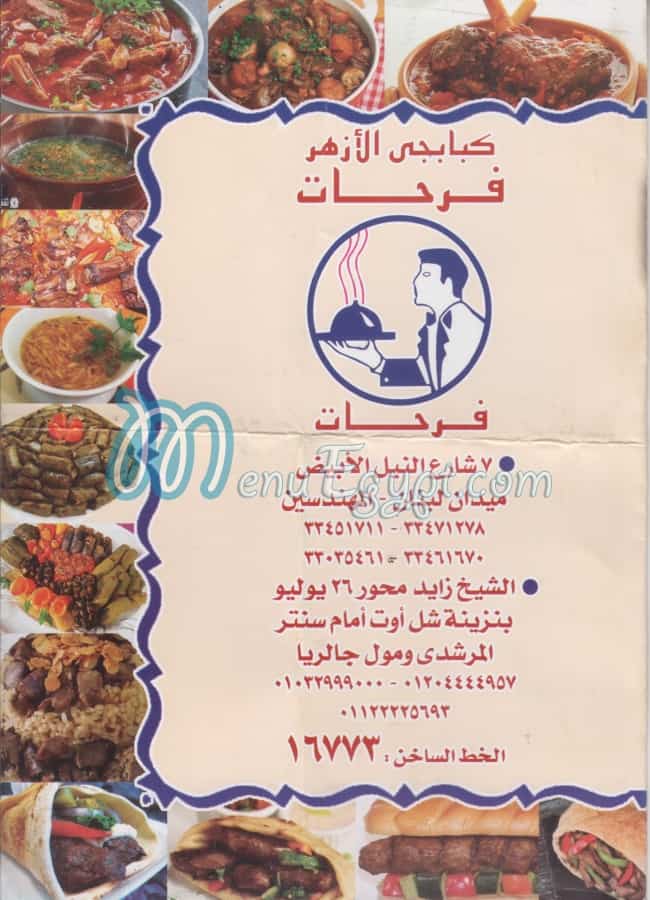 كبابجى الأزهر
فرحات
فرحات
MenuEgypt.com
٧ شارع النيل الأبيض
ميدان لبنان - المهندسين
٣٣٤٧١٢٧٨ - ٣٣٤٥١٧١١
٣٣٤٦١٦٧٠ - ٣٣٠٣٥٤٦١
الشيخ زايد محور ٢٦ يوليو
بنزينة شل أوت أمام سنتر
المرشدى ومول جالريا
٠١٢٠٤٤٤٤٩٥٧ - ٠١٠٣٢٩٩٩٠٠٠
٠١١٢٢٢٢٥٦٩٣
الخط الساخن : ١٦٧٧٣